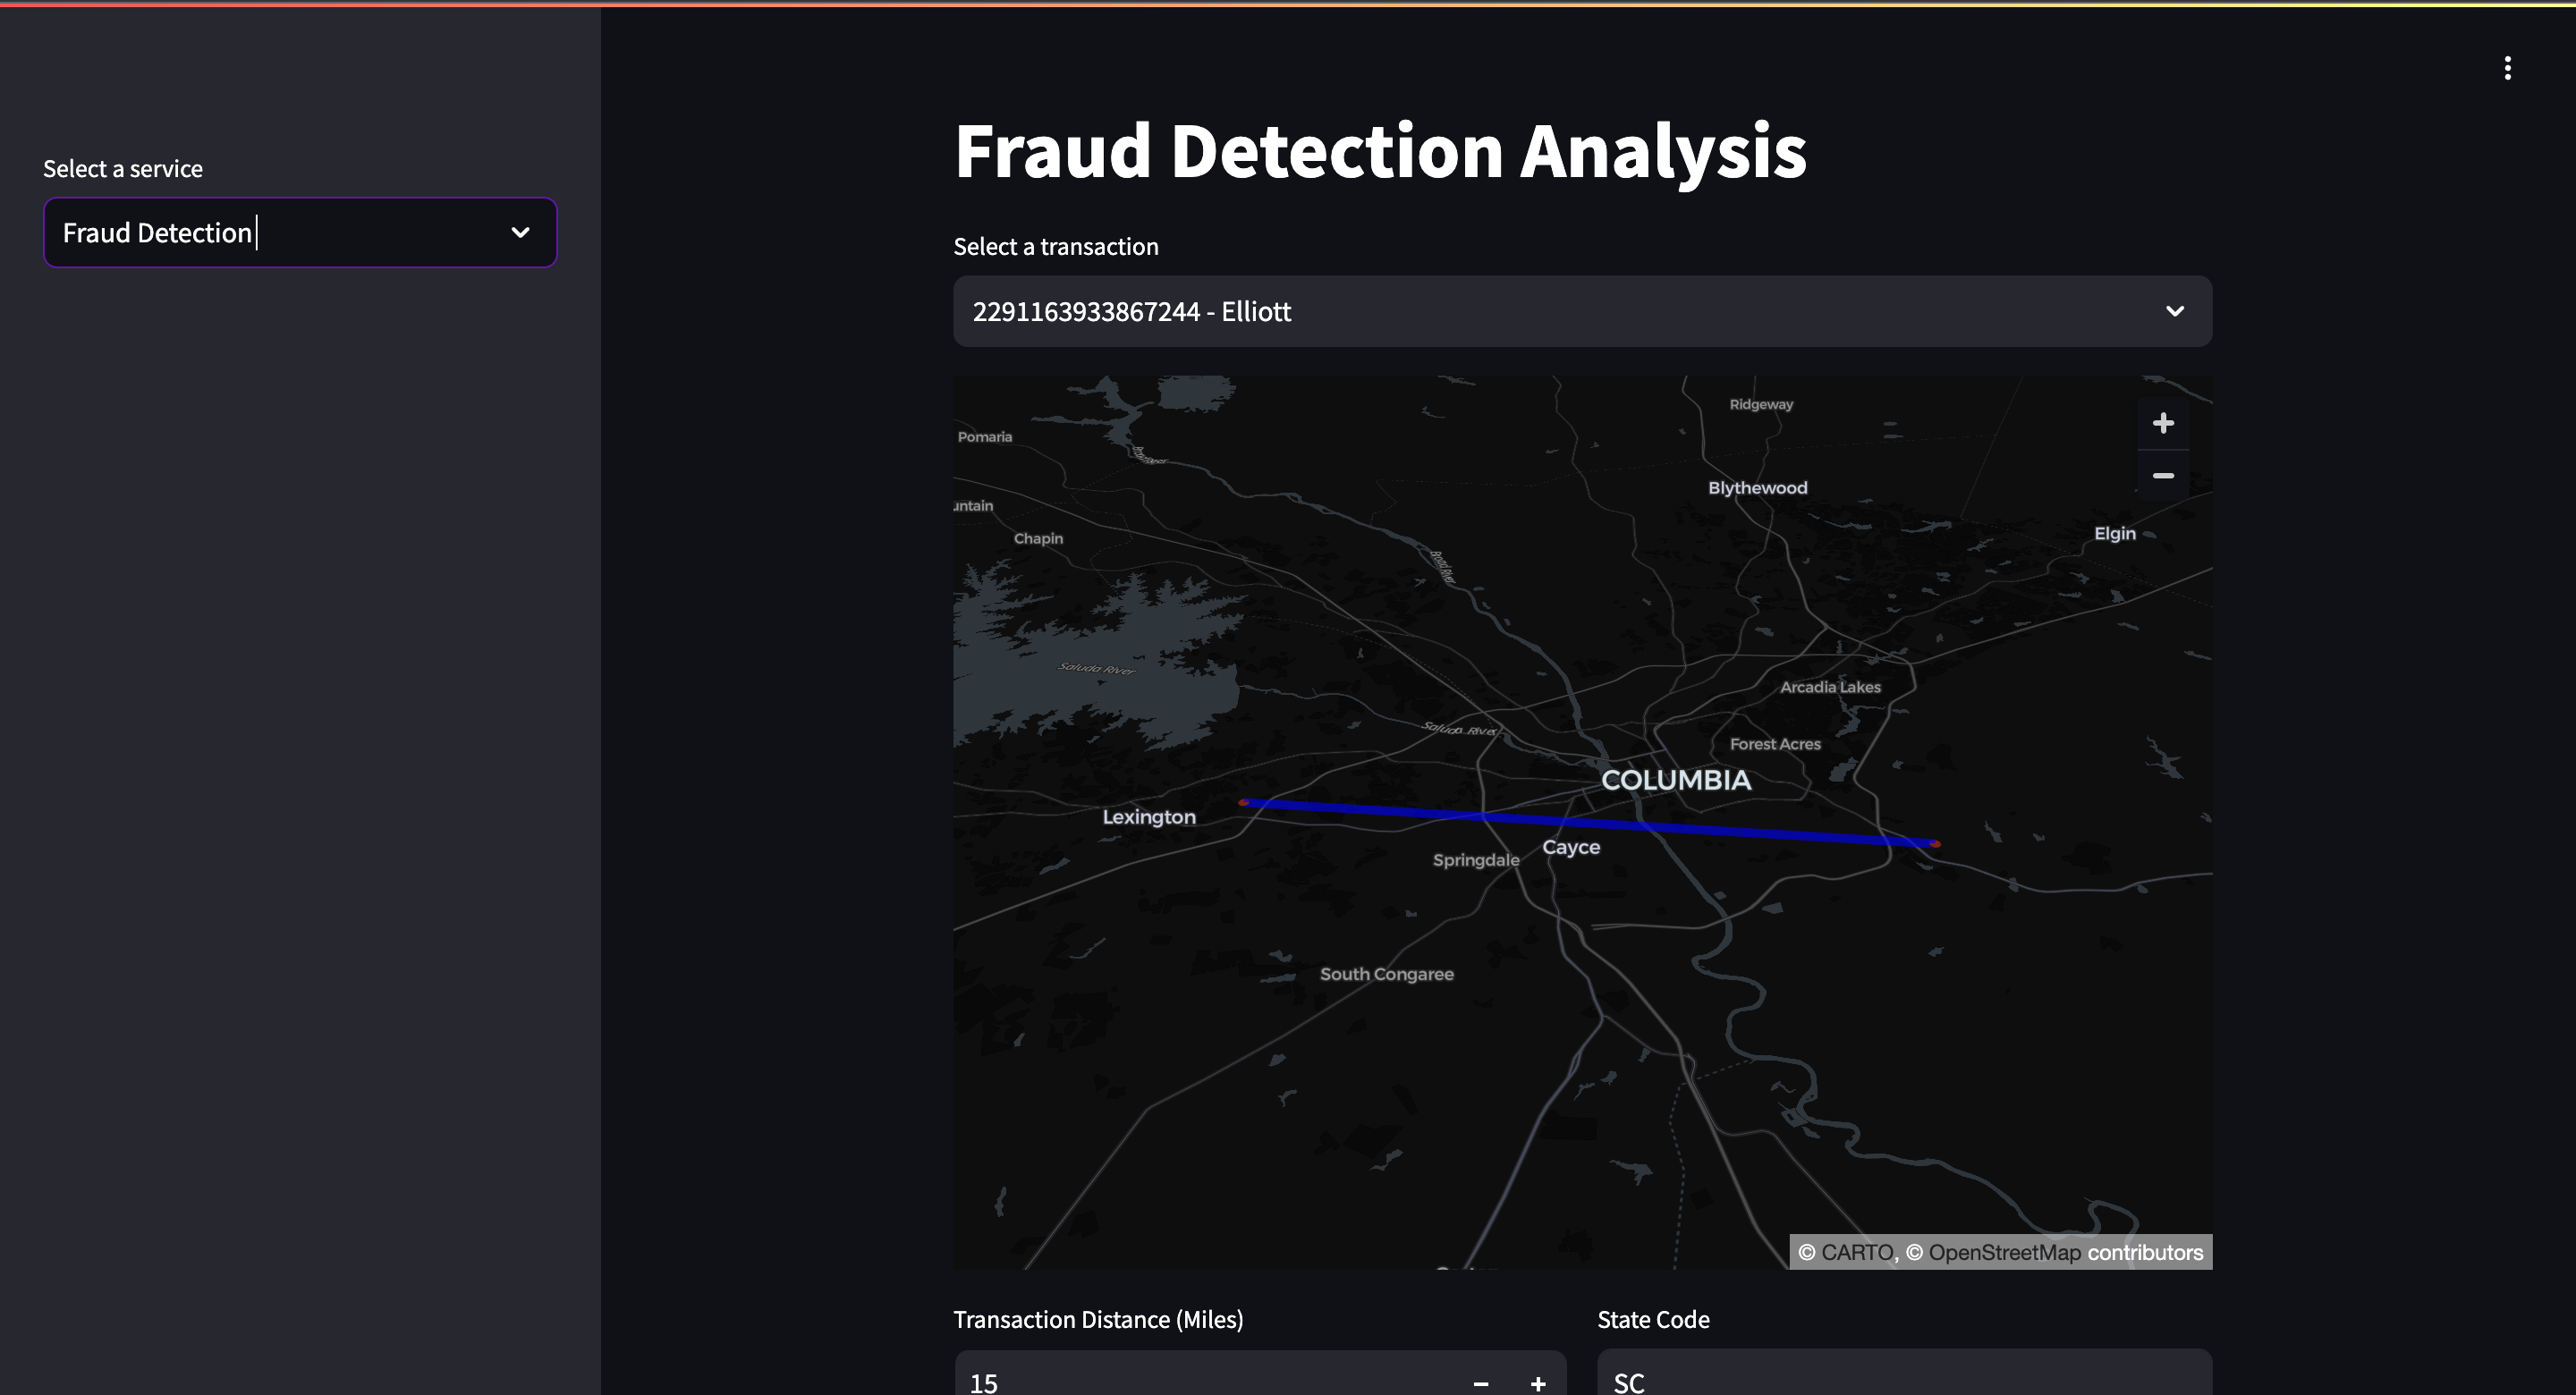 Select a service
Fraud Detection
Fraud Detection Analysis
Select a transaction
2291163933867244 - Elliott
Ridgeway
Pomaria
Blythewood
untain
Elgin
Chapin
Broad River
Saluda River
Arcadia Lakes
Saluda River
Forest Acres
COLUMBIA
Lexington
Cayce
Springdale
South Congaree
© CARTO, © OpenStreetMap contributors
Transaction Distance (Miles)
State Code
15
SC